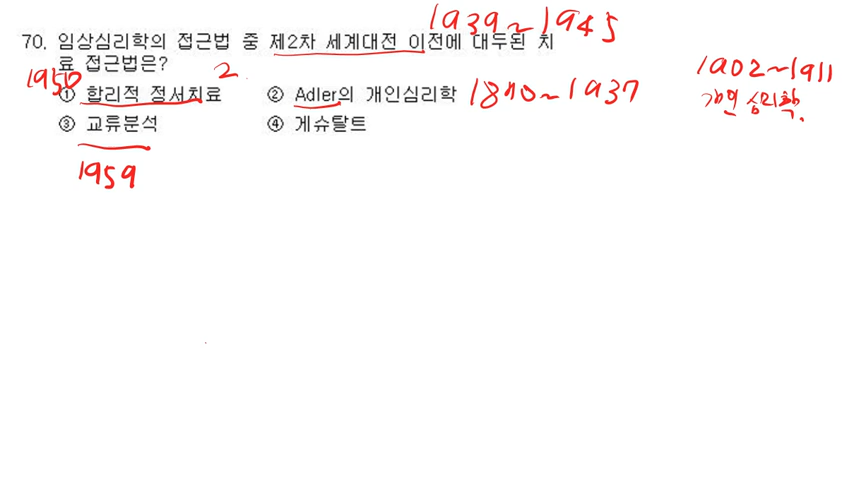 1939~1945
70. 임상심리학의 접근법 중 제2차 세계대전 이전에 대두된 치
료 접근법은?
1950
2
1902~1911
① 합리적 정서치료 ② Adler의 개인심리학 1870~1937
개인 심리학.
③ 교류분석 ④ 게슈탈트
1959